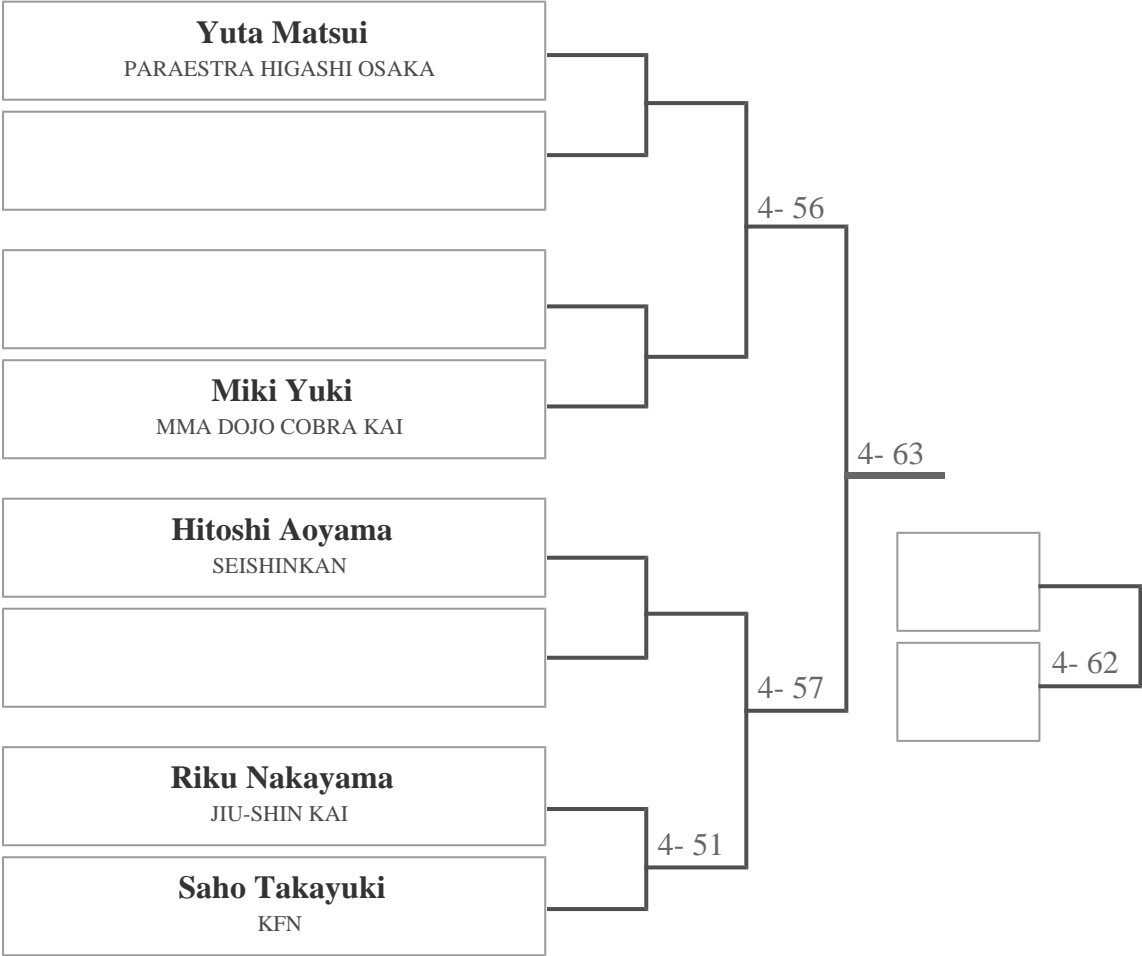 Yuta Matsui
PARAESTRA HIGASHI OSAKA
4- 56
Miki Yuki
MMA DOJO COBRA KAI
4- 63
Hitoshi Aoyama
SEISHINKAN
4- 62
4- 57
Riku Nakayama
JIU-SHIN KAI
4- 51
Saho Takayuki
KFN